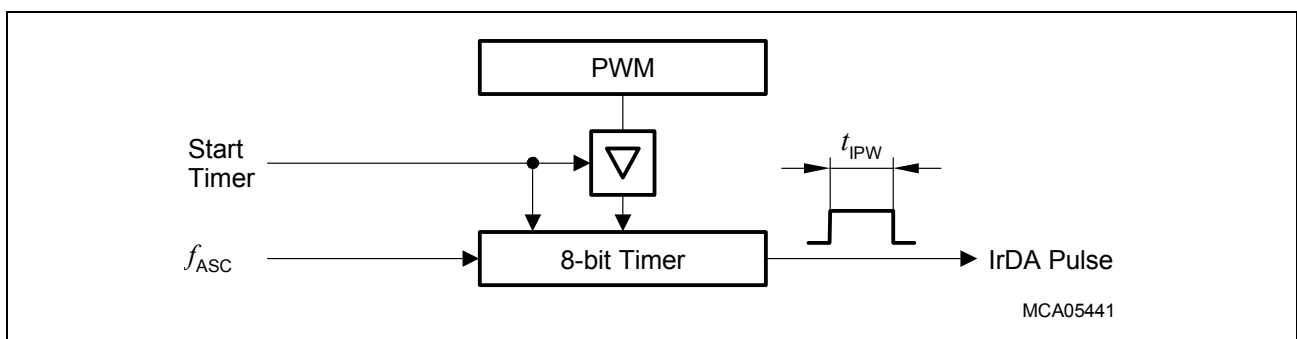 PWM
Start
Timer
tIPW
fASC
8-bit Timer
IrDA Pulse
MCA05441